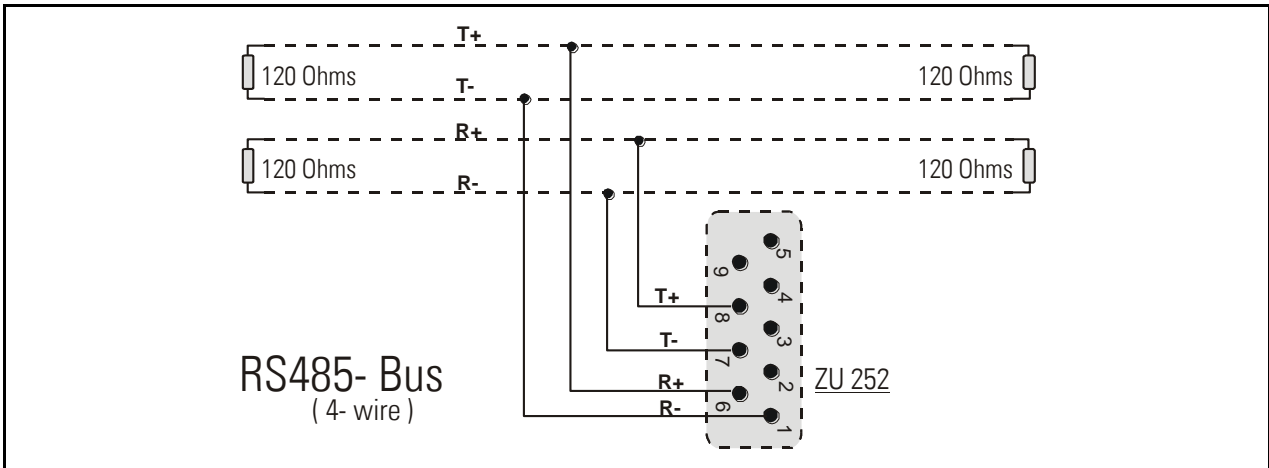 T+
120 Ohms 120 Ohms
T-
R+
120 Ohms 120 Ohms
R-
5
9
4
T+
8
3
T-
7
RS485- Bus
2
ZU 252
R+
( 4- wire )
6
R-
1